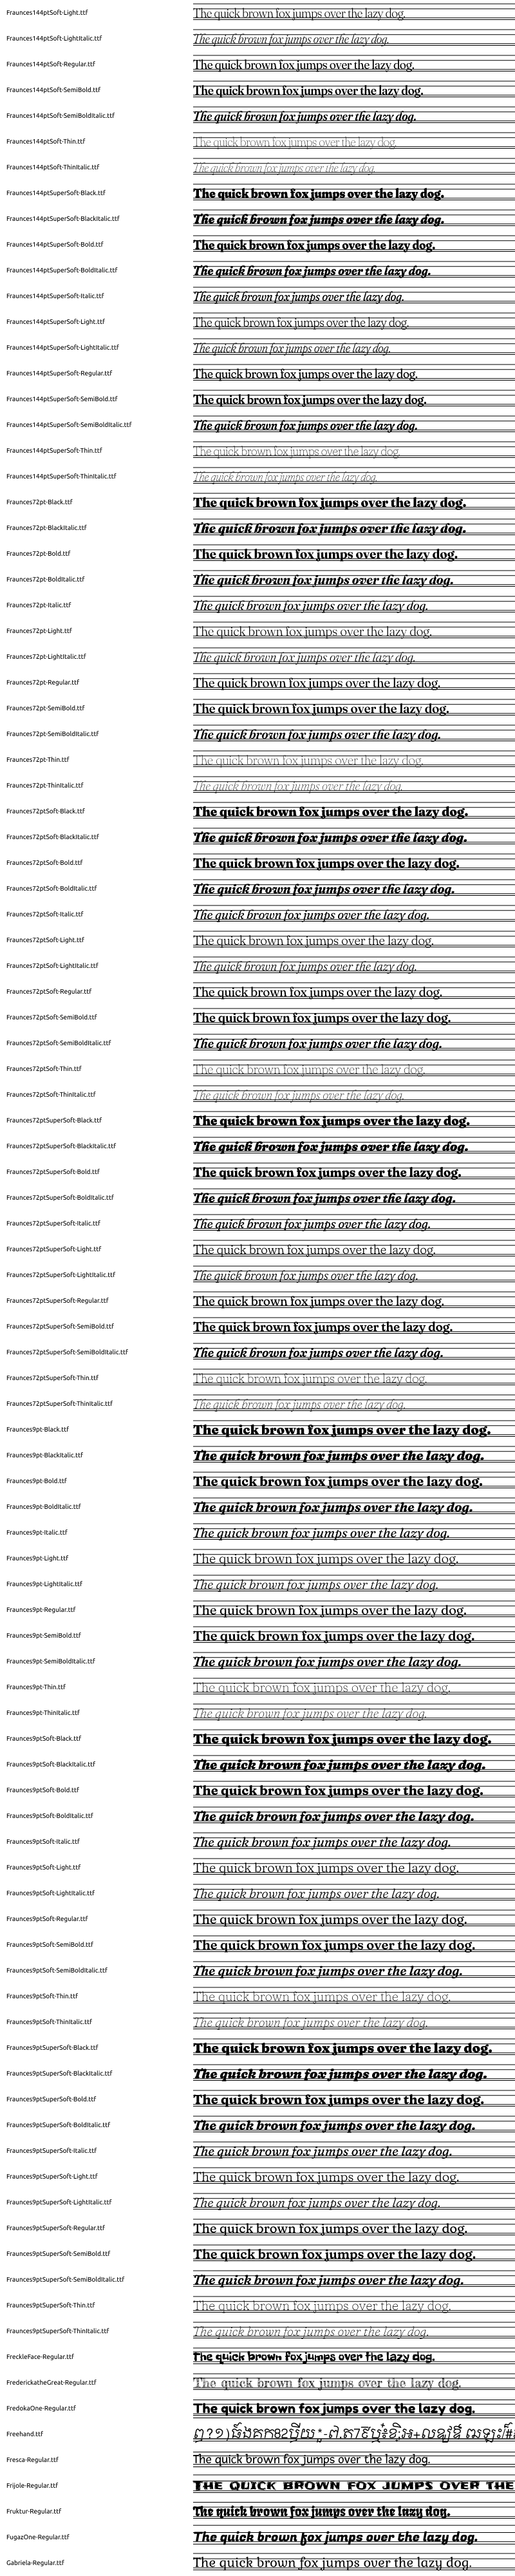 Fraunces144ptSoft-Light.ttf The quick brown fox jumps over the lazy dog.
Fraunces144ptSoft-LightItalic.ttf The quick brown fox jumps over the lazy dog.
Fraunces144ptSoft-Regular.ttf The quick brown fox jumps over the lazy dog.
Fraunces144ptSoft-SemiBold.ttf The quick brown fox jumps over the lazy dog.
Fraunces144ptSoft-SemiBoldItalic.ttf The quick brown fox jumps over the lazy dog.
Fraunces144ptSoft-Thin.ttf The quick brown fox jumps over the lazy dog.
Fraunces144ptSoft-ThinItalic.ttf The quick brown fox jumps over the lazy dog.
Fraunces144ptSuperSoft-Black.ttf The quick brown fox jumps over the lazy dog.
Fraunces144ptSuperSoft-BlackItalic.ttf The quick brown fox jumps over the lazy dog.
Fraunces144ptSuperSoft-Bold.ttf The quick brown fox jumps over the lazy dog.
Fraunces144ptSuperSoft-BoldItalic.ttf The quick brown fox jumps over the lazy dog.
Fraunces144ptSuperSoft-Italic.ttf The quick brown fox jumps over the lazy dog.
Fraunces144ptSuperSoft-Light.ttf The quick brown fox jumps over the lazy dog.
Fraunces144ptSuperSoft-LightItalic.ttf The quick brown fox jumps over the lazy dog.
Fraunces144ptSuperSoft-Regular.ttf The quick brown fox jumps over the lazy dog.
Fraunces144ptSuperSoft-SemiBold.ttf The quick brown fox jumps over the lazy dog.
Fraunces144ptSuperSoft-SemiBoldItalic.ttf The quick brown fox jumps over the lazy dog.
Fraunces144ptSuperSoft-Thin.ttf The quick brown fox jumps over the lazy dog.
Fraunces144ptSuperSoft-ThinItalic.ttf The quick brown fox jumps over the lazy dog.
Fraunces72pt-Black.ttf The quick brown fox jumps over the lazy dog.
Fraunces72pt-BlackItalic.ttf The quick brown fox jumps over the lazy dog.
Fraunces72pt-Bold.ttf The quick brown fox jumps over the lazy dog.
Fraunces72pt-BoldItalic.ttf The quick brown fox jumps over the lazy dog.
Fraunces72pt-Italic.ttf The quick brown fox jumps over the lazy dog.
Fraunces72pt-Light.ttf The quick brown fox jumps over the lazy dog.
Fraunces72pt-LightItalic.ttf The quick brown fox jumps over the lazy dog.
Fraunces72pt-Regular.ttf The quick brown fox jumps over the lazy dog.
Fraunces72pt-SemiBold.ttf The quick brown fox jumps over the lazy dog.
Fraunces72pt-SemiBoldItalic.ttf The quick brown fox jumps over the lazy dog.
Fraunces72pt-Thin.ttf The quick brown fox jumps over the lazy dog.
Fraunces72pt-ThinItalic.ttf The quick brown fox jumps over the lazy dog.
Fraunces72ptSoft-Black.ttf The quick brown fox jumps over the lazy dog.
Fraunces72ptSoft-BlackItalic.ttf The quick brown fox jumps over the lazy dog.
Fraunces72ptSoft-Bold.ttf The quick brown fox jumps over the lazy dog.
Fraunces72ptSoft-BoldItalic.ttf The quick brown fox jumps over the lazy dog.
Fraunces72ptSoft-Italic.ttf The quick brown fox jumps over the lazy dog.
Fraunces72ptSoft-Light.ttf The quick brown fox jumps over the lazy dog.
Fraunces72ptSoft-LightItalic.ttf The quick brown fox jumps over the lazy dog.
Fraunces72ptSoft-Regular.ttf The quick brown fox jumps over the lazy dog.
Fraunces72ptSoft-SemiBold.ttf The quick brown fox jumps over the lazy dog.
Fraunces72ptSoft-SemiBoldItalic.ttf The quick brown fox jumps over the lazy dog.
Fraunces72ptSoft-Thin.ttf The quick brown fox jumps over the lazy dog.
Fraunces72ptSoft-ThinItalic.ttf The quick brown fox jumps over the lazy dog.
Fraunces72ptSuperSoft-Black.ttf The quick brown fox jumps over the lazy dog.
Fraunces72ptSuperSoft-BlackItalic.ttf The quick brown fox jumps over the lazy dog.
Fraunces72ptSuperSoft-Bold.ttf The quick brown fox jumps over the lazy dog.
Fraunces72ptSuperSoft-BoldItalic.ttf The quick brown fox jumps over the lazy dog.
Fraunces72ptSuperSoft-Italic.ttf The quick brown fox jumps over the lazy dog.
Fraunces72ptSuperSoft-Light.ttf The quick brown fox jumps over the lazy dog.
Fraunces72ptSuperSoft-LightItalic.ttf The quick brown fox jumps over the lazy dog.
Fraunces72ptSuperSoft-Regular.ttf The quick brown fox jumps over the lazy dog.
Fraunces72ptSuperSoft-SemiBold.ttf The quick brown fox jumps over the lazy dog.
Fraunces72ptSuperSoft-SemiBoldItalic.ttf The quick brown fox jumps over the lazy dog.
Fraunces72ptSuperSoft-Thin.ttf The quick brown fox jumps over the lazy dog.
Fraunces72ptSuperSoft-ThinItalic.ttf The quick brown fox jumps over the lazy dog.
Fraunces9pt-Black.ttf The quick brown fox jumps over the lazy dog.
Fraunces9pt-BlackItalic.ttf The quick brown fox jumps over the lazy dog.
Fraunces9pt-Bold.ttf The quick brown fox jumps over the lazy dog.
Fraunces9pt-BoldItalic.ttf The quick brown fox jumps over the lazy dog.
Fraunces9pt-Italic.ttf The quick brown fox jumps over the lazy dog.
Fraunces9pt-Light.ttf The quick brown fox jumps over the lazy dog.
Fraunces9pt-LightItalic.ttf The quick brown fox jumps over the lazy dog.
Fraunces9pt-Regular.ttf The quick brown fox jumps over the lazy dog.
Fraunces9pt-SemiBold.ttf The quick brown fox jumps over the lazy dog.
Fraunces9pt-SemiBoldItalic.ttf The quick brown fox jumps over the lazy dog.
Fraunces9pt-Thin.ttf The quick brown fox jumps over the lazy dog.
Fraunces9pt-ThinItalic.ttf The quick brown fox jumps over the lazy dog.
Fraunces9ptSoft-Black.ttf The quick brown fox jumps over the lazy dog.
Fraunces9ptSoft-BlackItalic.ttf The quick brown fox jumps over the lazy dog.
Fraunces9ptSoft-Bold.ttf The quick brown fox jumps over the lazy dog.
Fraunces9ptSoft-BoldItalic.ttf The quick brown fox jumps over the lazy dog.
Fraunces9ptSoft-Italic.ttf The quick brown fox jumps over the lazy dog.
Fraunces9ptSoft-Light.ttf The quick brown fox jumps over the lazy dog.
Fraunces9ptSoft-LightItalic.ttf The quick brown fox jumps over the lazy dog.
Fraunces9ptSoft-Regular.ttf The quick brown fox jumps over the lazy dog.
Fraunces9ptSoft-SemiBold.ttf The quick brown fox jumps over the lazy dog.
Fraunces9ptSoft-SemiBoldItalic.ttf The quick brown fox jumps over the lazy dog.
Fraunces9ptSoft-Thin.ttf The quick brown fox jumps over the lazy dog.
Fraunces9ptSoft-ThinItalic.ttf The quick brown fox jumps over the lazy dog.
Fraunces9ptSuperSoft-Black.ttf The quick brown fox jumps over the lazy dog.
Fraunces9ptSuperSoft-BlackItalic.ttf The quick brown fox jumps over the lazy dog.
Fraunces9ptSuperSoft-Bold.ttf The quick brown fox jumps over the lazy dog.
Fraunces9ptSuperSoft-BoldItalic.ttf The quick brown fox jumps over the lazy dog.
Fraunces9ptSuperSoft-Italic.ttf The quick brown fox jumps over the lazy dog.
Fraunces9ptSuperSoft-Light.ttf The quick brown fox jumps over the lazy dog.
Fraunces9ptSuperSoft-LightItalic.ttf The quick brown fox jumps over the lazy dog.
Fraunces9ptSuperSoft-Regular.ttf The quick brown fox jumps over the lazy dog.
Fraunces9ptSuperSoft-SemiBold.ttf The quick brown fox jumps over the lazy dog.
Fraunces9ptSuperSoft-SemiBoldItalic.ttf The quick brown fox jumps over the lazy dog.
Fraunces9ptSuperSoft-Thin.ttf The quick brown fox jumps over the lazy dog.
Fraunces9ptSuperSoft-ThinItalic.ttf The quick brown fox jumps over the lazy dog.
FreckleFace-Regular.ttf The quick brown fox jumps over the lazy dog.
FrederickatheGreat-Regular.ttf The quick brown fox jumps over the lazy dog.
FredokaOne-Regular.ttf The quick brown fox jumps over the lazy dog.
Freehand.ttf
Fresca-Regular.ttf The quick brown fox jumps over the lazy dog.
Frijole-Regular.ttf The quick brown fox jumps over the
Fruktur-Regular.ttf The quick brown fox jumps over the lazy dog.
FugazOne-Regular.ttf The quick brown fox jumps over the lazy dog.
Gabriela-Regular.ttf The quick brown fox jumps over the lazy dog.